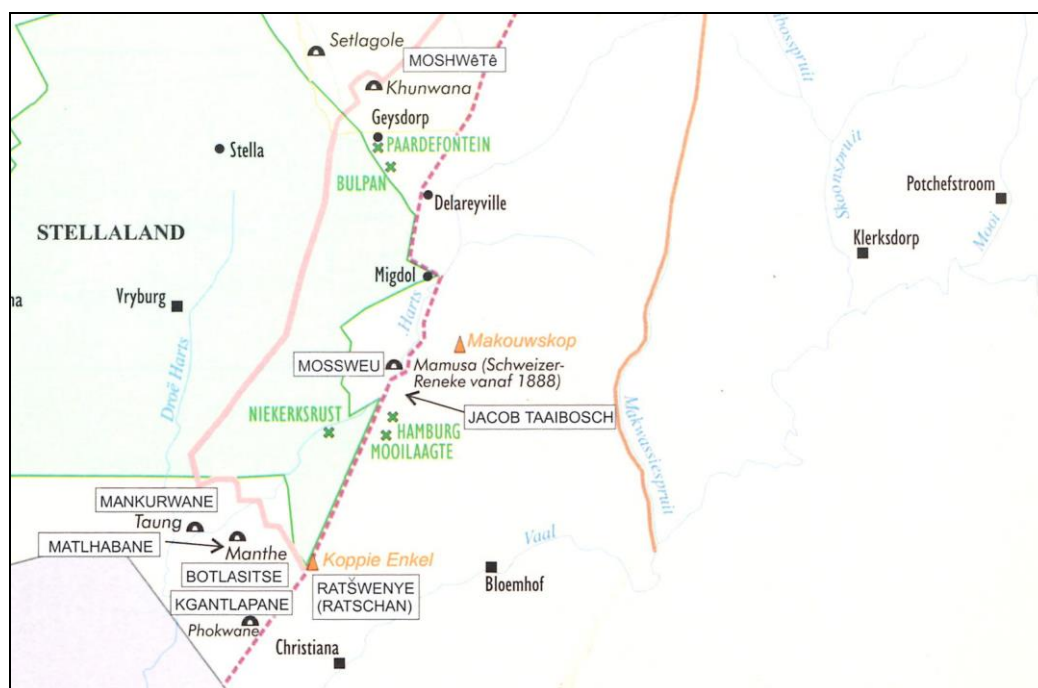 Setlagole
MOSHWêTê
Khunwana
Geysdorp
PAARDEFONTEIN
Stella
BULPAN
Delareyville
Potchefstroom
Skoonspruit
Mooi
STELLALAND
Klerksdorp
Migdol
Vryburg
Harts
Makouwskop
MOSSWEU
Mamusa (Schweizer-
Reneke vanaf 1888)
Droë Harts
NIEKERKSRUST
JACOB TAAIBOSCH
HAMBURG
MOOILAAGTE
Makwassiespruit
MANKURWANE
Taung
MATLHABANE
Manthe
Vaal
Koppie Enkel
BOTLASITSE
Bloemhof
RATSWENYE
(RATSCHAN)
KGANTLAPANE
Phokwane
Christiana